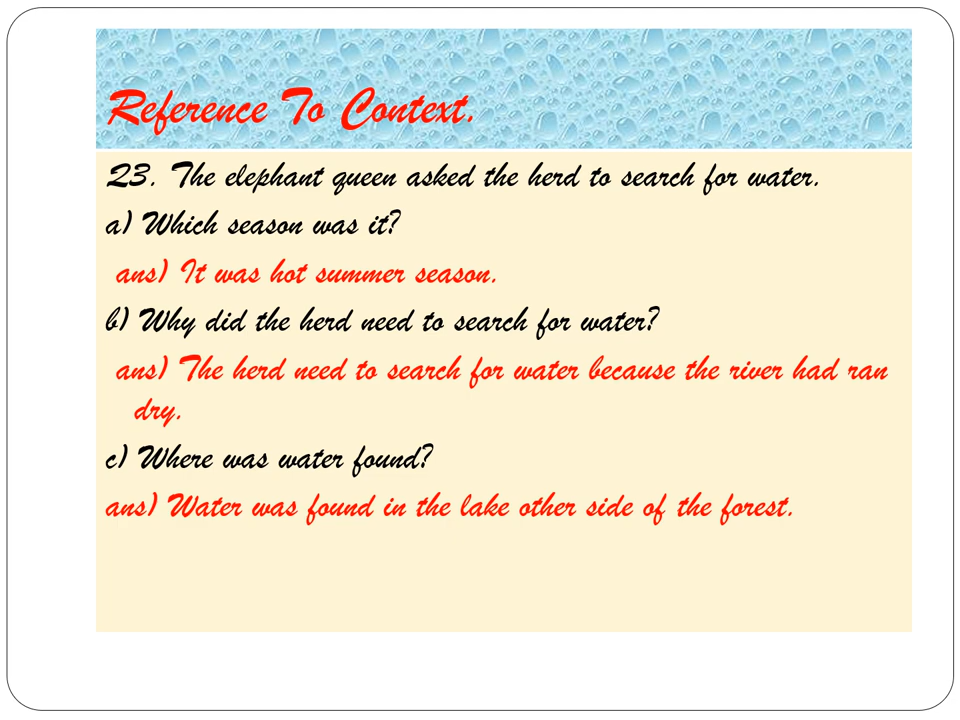 Reference To Context.
Q3. The elephant queen asked the herd to search for water.
a) Which season was it?
ans) It was hot summer season.
b) Why did the herd need to search for water?
ans) The herd need to search for water because the river had ran
dry.
c) Where was water found?
ans) Water was found in the lake other side of the forest.